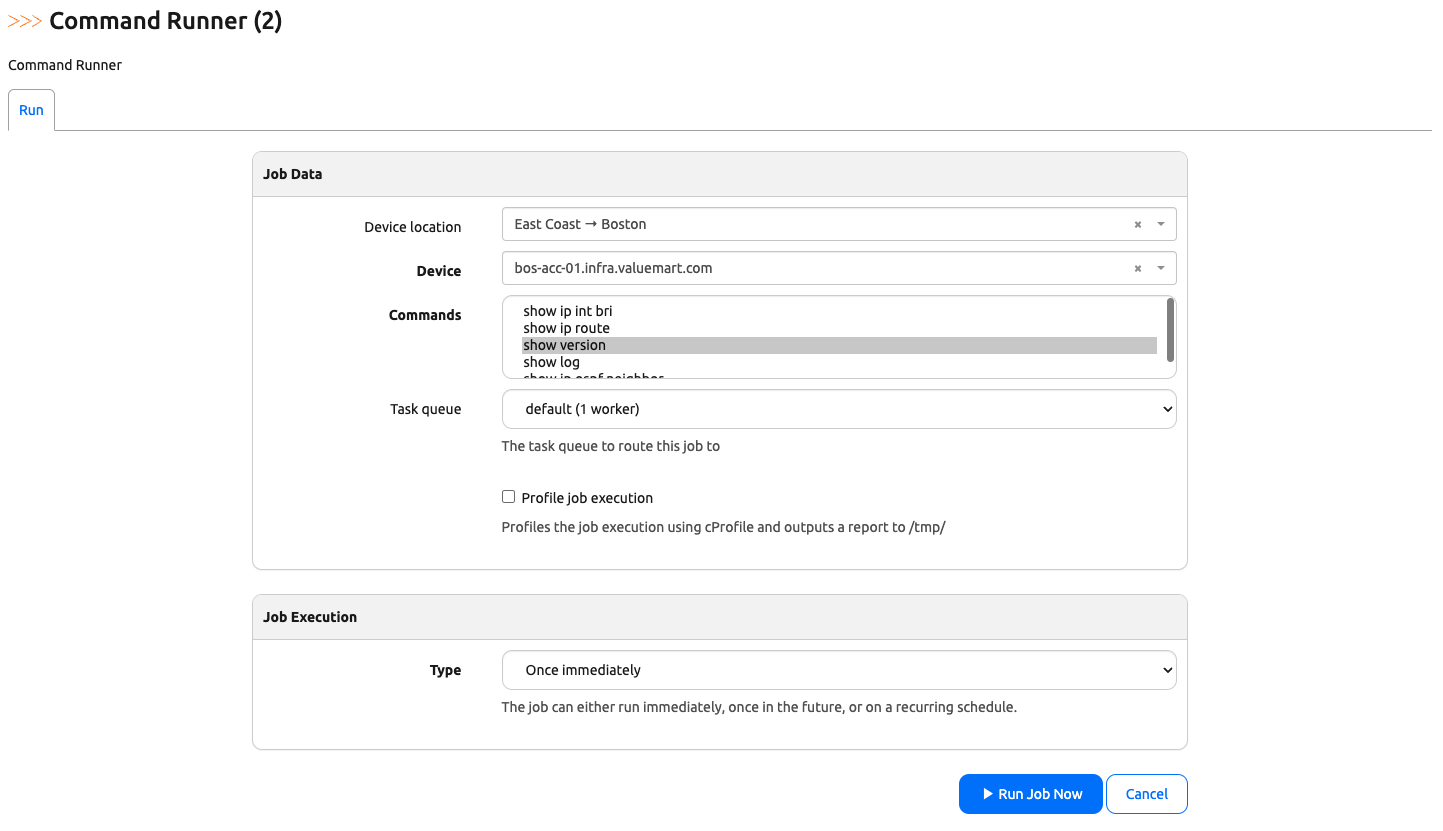 >>> Command Runner (2)
Command Runner
Run
Job Data
Device location
East Coast → Boston
Device
bos-acc-01.infra.valuemart.com
Commands
show ip int bri
show ip route
show version
show log
show ip ospf neighbor
Task queue
default (1 worker)
The task queue to route this job to
Profile job execution
Profiles the job execution using cProfile and outputs a report to /tmp/
Job Execution
Type
Once immediately
The job can either run immediately, once in the future, or on a recurring schedule.
Run Job Now
Cancel